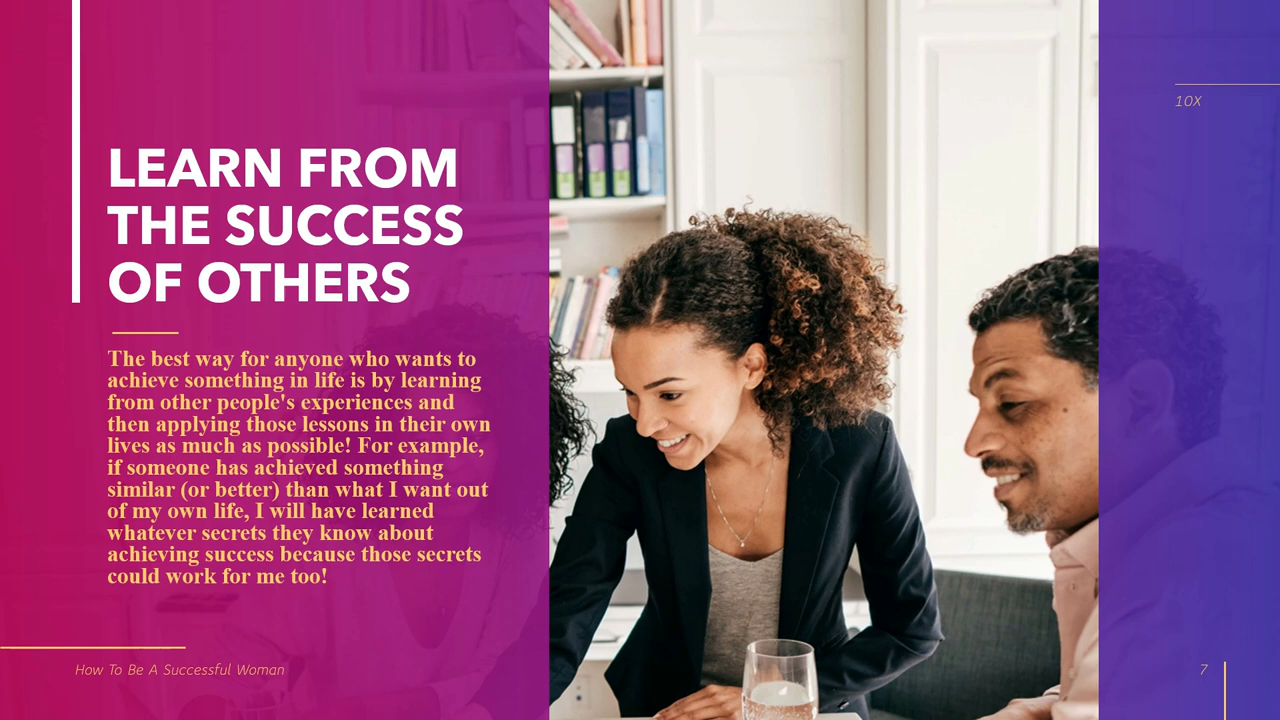 10X
LEARN FROM
THE SUCCESS
OF OTHERS
The best way for anyone who wants to
achieve something in life is by learning
from other people's experiences and
then applying those lessons in their own
lives as much as possible! For example,
if someone has achieved something
similar (or better) than what I want out
of my own life, I will have learned
whatever secrets they know about
achieving success because those secrets
could work for me too!
How To Be A Successful Woman
7